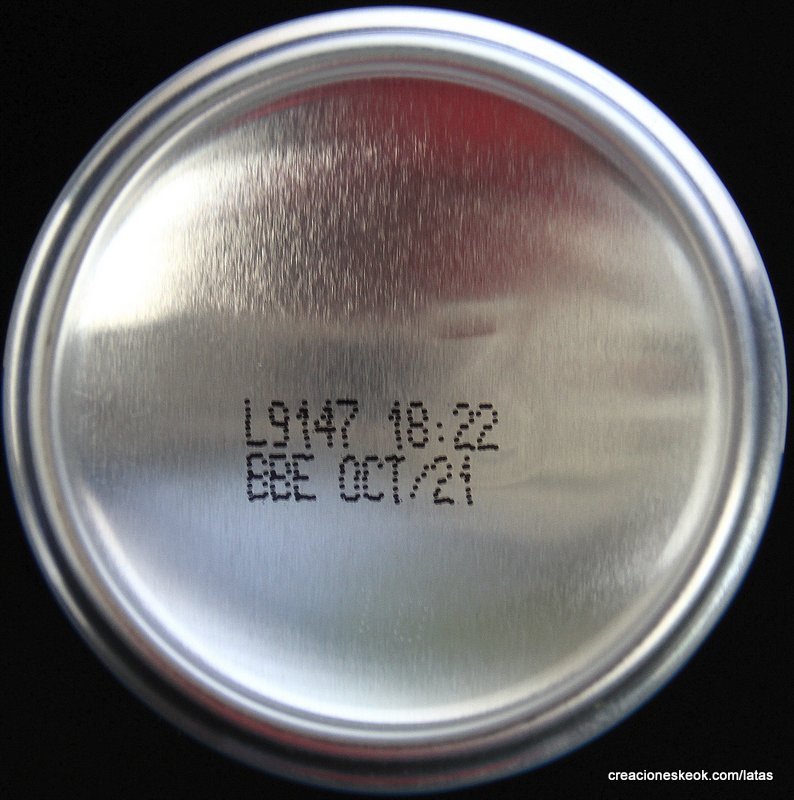 L9147 18:22
BBE OCT/21
creacioneskeok.com/latas